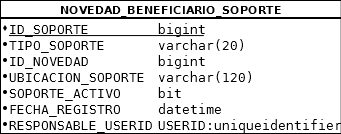 NOVEDAD_BENEFICIARIO_SOPORTE
•ID_SOPORTE bigint
•TIPO_SOPORTE varchar(20)
•ID_NOVEDAD bigint
•UBICACION_SOPORTE varchar(120)
•SOPORTE_ACTIVO bit
•FECHA_REGISTRO datetime
•RESPONSABLE_USERID USERID:uniqueidentifier